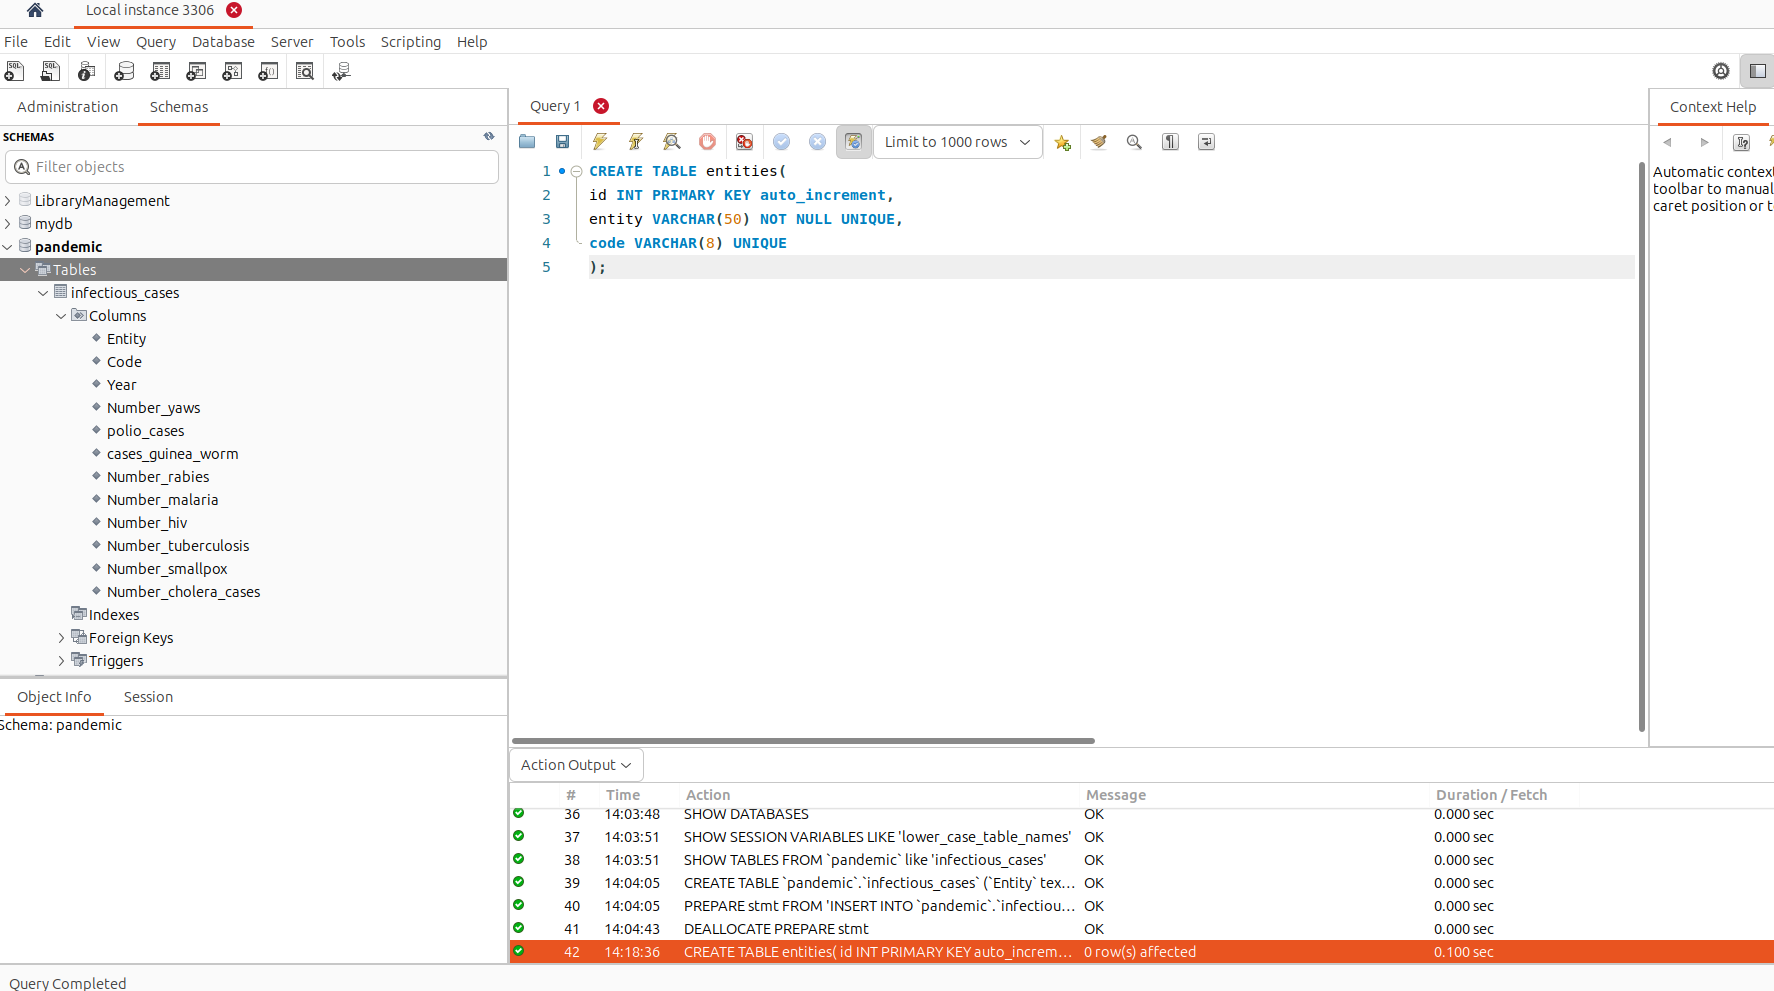 Local instance 3306
File Edit View Query Database Server Tools Scripting Help
Administration Schemas
SCHEMAS
Filter objects
LibraryManagement
mydb
pandemic
Tables
infectious_cases
Columns
Entity
Code
Year
Number_yaws
polio_cases
cases_guinea_worm
Number_rabies
Number_malaria
Number_hiv
Number_tuberculosis
Number_smallpox
Number_cholera_cases
Indexes
Foreign Keys
Triggers
Object Info Session
Schema: pandemic
Query 1
Limit to 1000 rows
1 CREATE TABLE entities(
2 id INT PRIMARY KEY auto_increment,
3 entity VARCHAR(50) NOT NULL UNIQUE,
4 code VARCHAR(8) UNIQUE
5 );
Context Help
Automatic context
toolbar to manual
caret position or t
Action Output
# Time Action Message Duration / Fetch
36 14:03:48 SHOW DATABASES OK 0.000 sec
37 14:03:51 SHOW SESSION VARIABLES LIKE 'lower_case_table_names' OK 0.000 sec
38 14:03:51 SHOW TABLES FROM `pandemic` like 'infectious_cases' OK 0.000 sec
39 14:04:05 CREATE TABLE `pandemic`.`infectious_cases` (`Entity` tex... OK 0.000 sec
40 14:04:05 PREPARE stmt FROM 'INSERT INTO `pandemic`.`infectiou... OK 0.000 sec
41 14:04:43 DEALLOCATE PREPARE stmt OK 0.000 sec
42 14:18:36 CREATE TABLE entities( id INT PRIMARY KEY auto_increm... 0 row(s) affected 0.100 sec
Query Completed